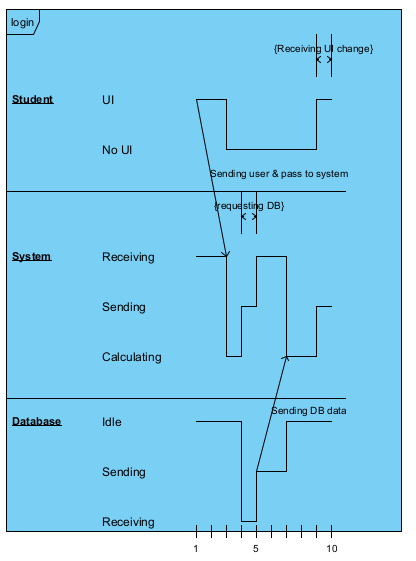 login
{Receiving UI change}
Student
UI
No UI
Sending user & pass to system
{requesting DB}
System
Receiving
Sending
Calculating
Sending DB data
Database
Idle
Sending
Receiving
1 5 10